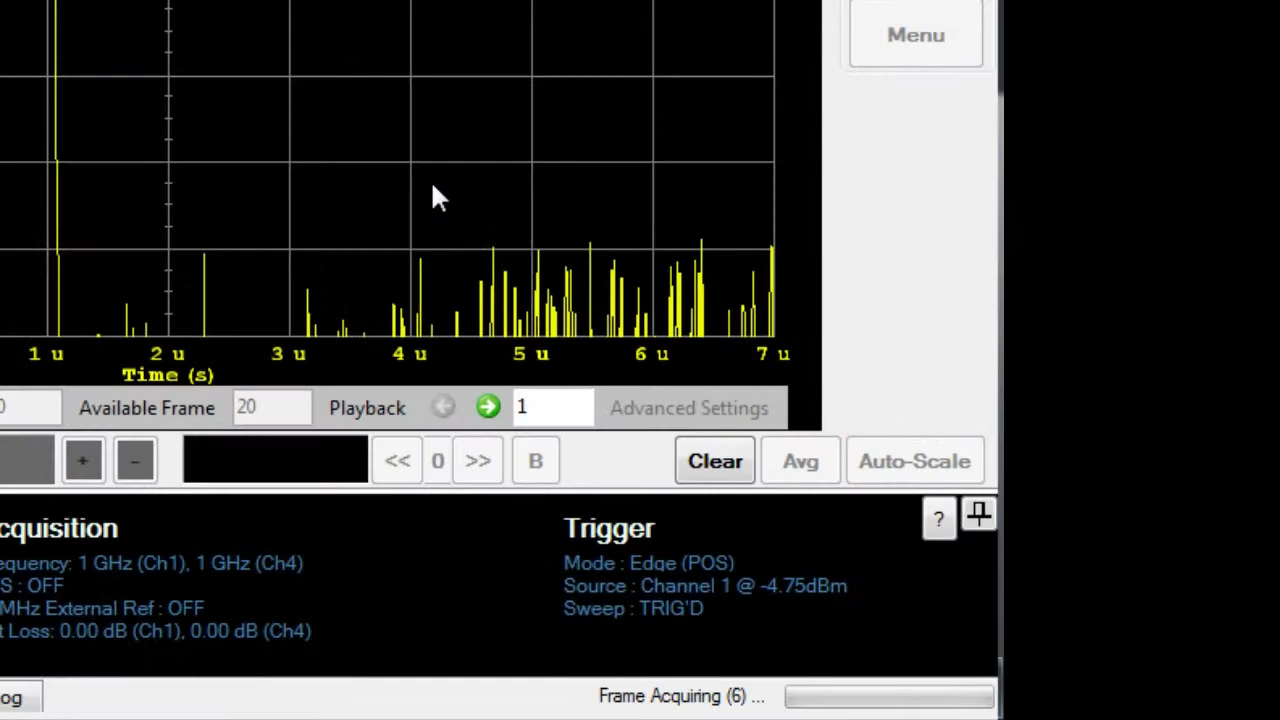 Menu
1 u 2 u 3 u 4 u 5 u 6 u 7 u
Time (s)
0 Available Frame 20 Playback 1 Advanced Settings
+ - << 0 >> B Clear Avg Auto-Scale
?
cquisition
equency: 1 GHz (Ch1), 1 GHz (Ch4)
S : OFF
MHz External Ref : OFF
t Loss: 0.00 dB (Ch1), 0.00 dB (Ch4)
Trigger
Mode : Edge (POS)
Source : Channel 1 @ -4.75dBm
Sweep : TRIG'D
og
Frame Acquiring (6) ...